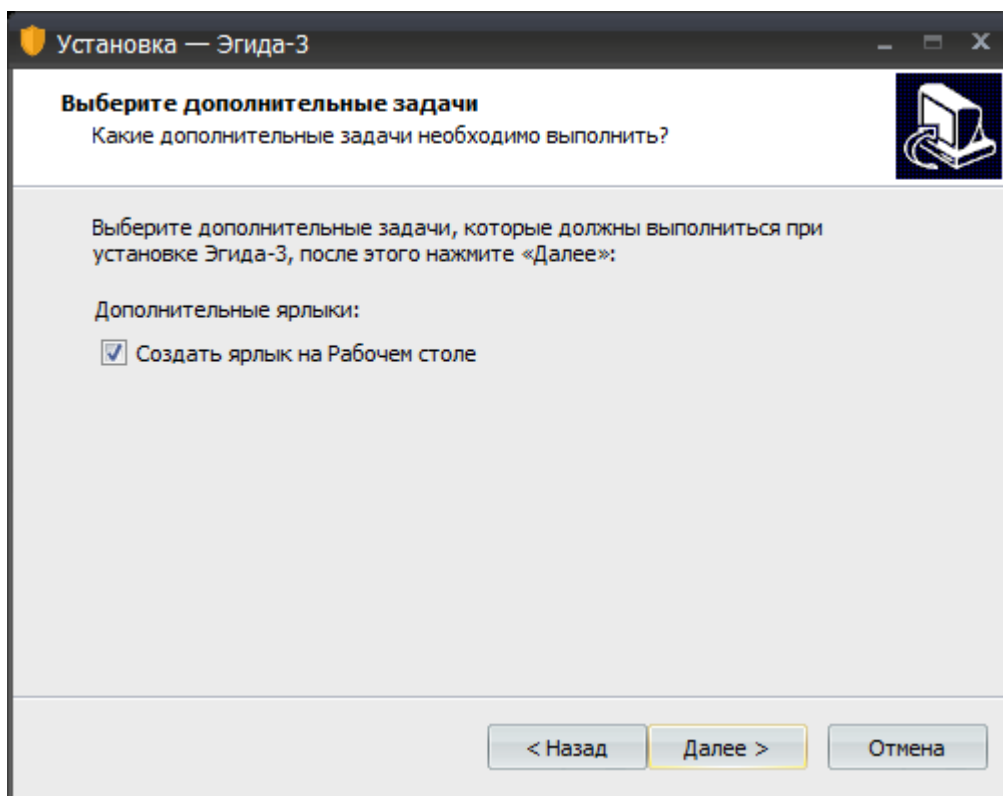 Установка — Эгида-3
Выберите дополнительные задачи
Какие дополнительные задачи необходимо выполнить?
Выберите дополнительные задачи, которые должны выполниться при
установке Эгида-3, после этого нажмите «Далее»:
Дополнительные ярлыки:
Создать ярлык на Рабочем столе
< Назад
Далее >
Отмена